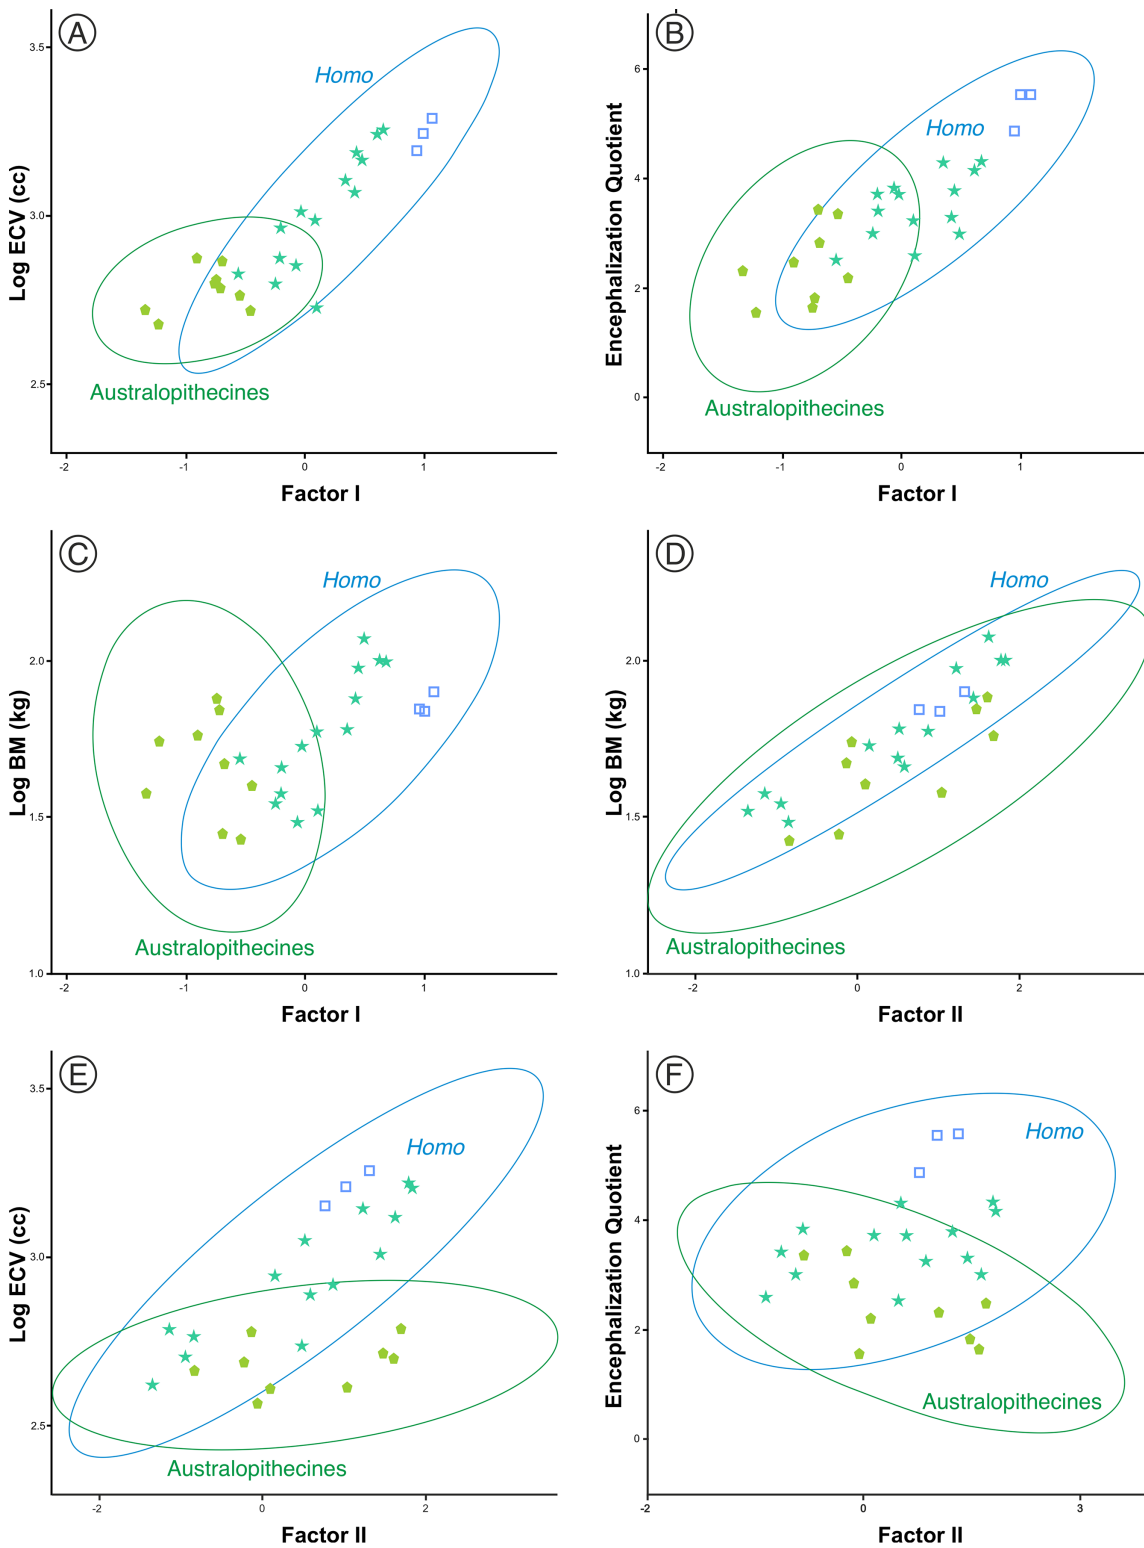 A
3.5
Homo
Log ECV (cc)
3.0
2.5
Australopithecines
-2
-1
0
1
Factor I
B
6
Homo
Encephalization Quotient
4
2
0
Australopithecines
-2
-1
0
1
Factor I
C
Homo
2.0
Log BM (kg)
1.5
Australopithecines
1.0
-2
-1
0
1
Factor I
D
Homo
2.0
Log BM (kg)
1.5
Australopithecines
1.0
-2
0
2
Factor II
E
3.5
Homo
Log ECV (cc)
3.0
2.5
Australopithecines
-2
0
2
Factor II
F
6
Homo
Encephalization Quotient
4
2
Australopithecines
0
-2
0
3
Factor II